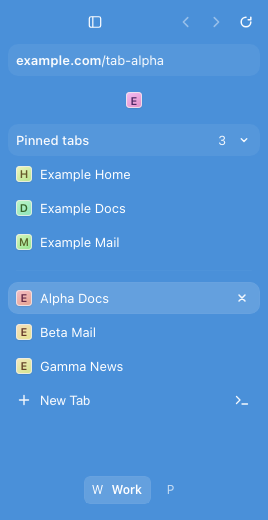 example.com/tab-alpha
E
Pinned tabs 3
H Example Home
D Example Docs
M Example Mail
E Alpha Docs
E Beta Mail
E Gamma News
New Tab
W Work P